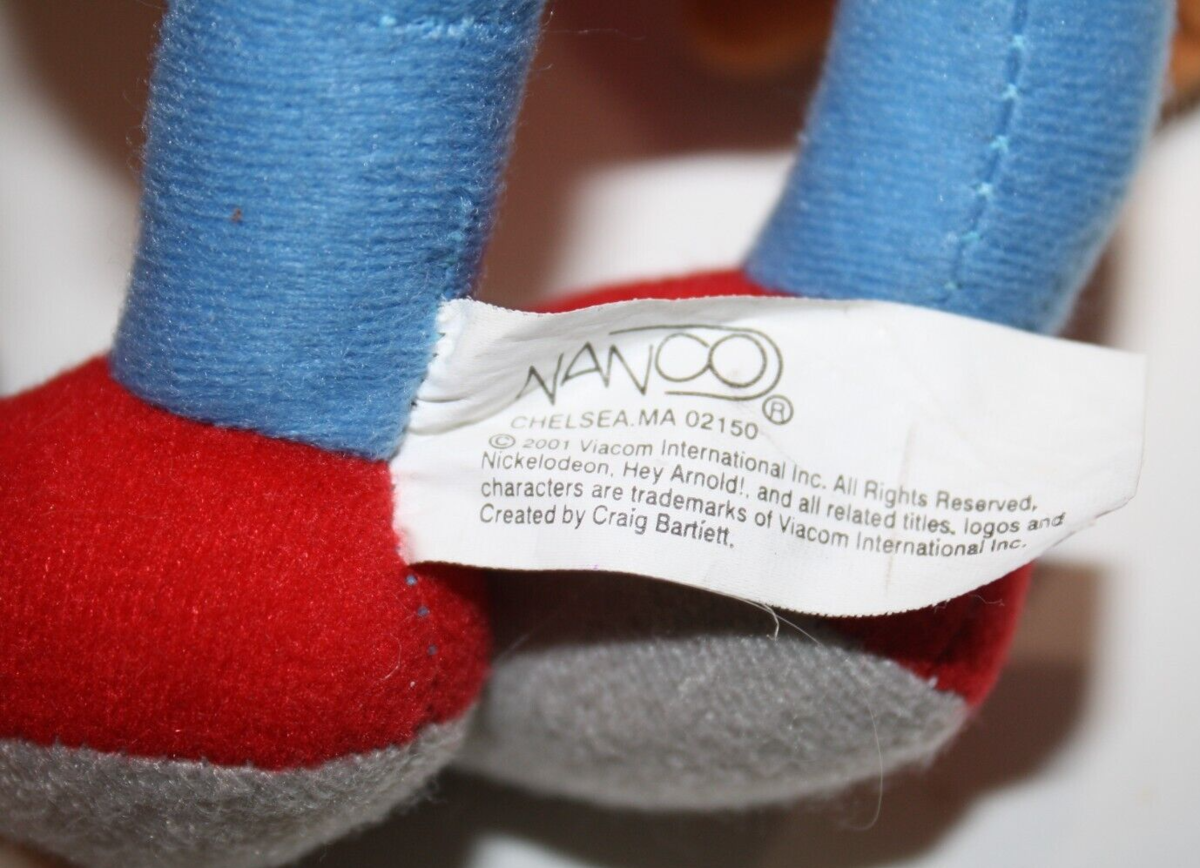 NANCO®
CHELSEA.MA 02150
© 2001 Viacom International Inc. All Rights Reserved,
Nickelodeon, Hey Arnold!, and all related titles, logos and
characters are trademarks of Viacom International Inc.
Created by Craig Bartlett.